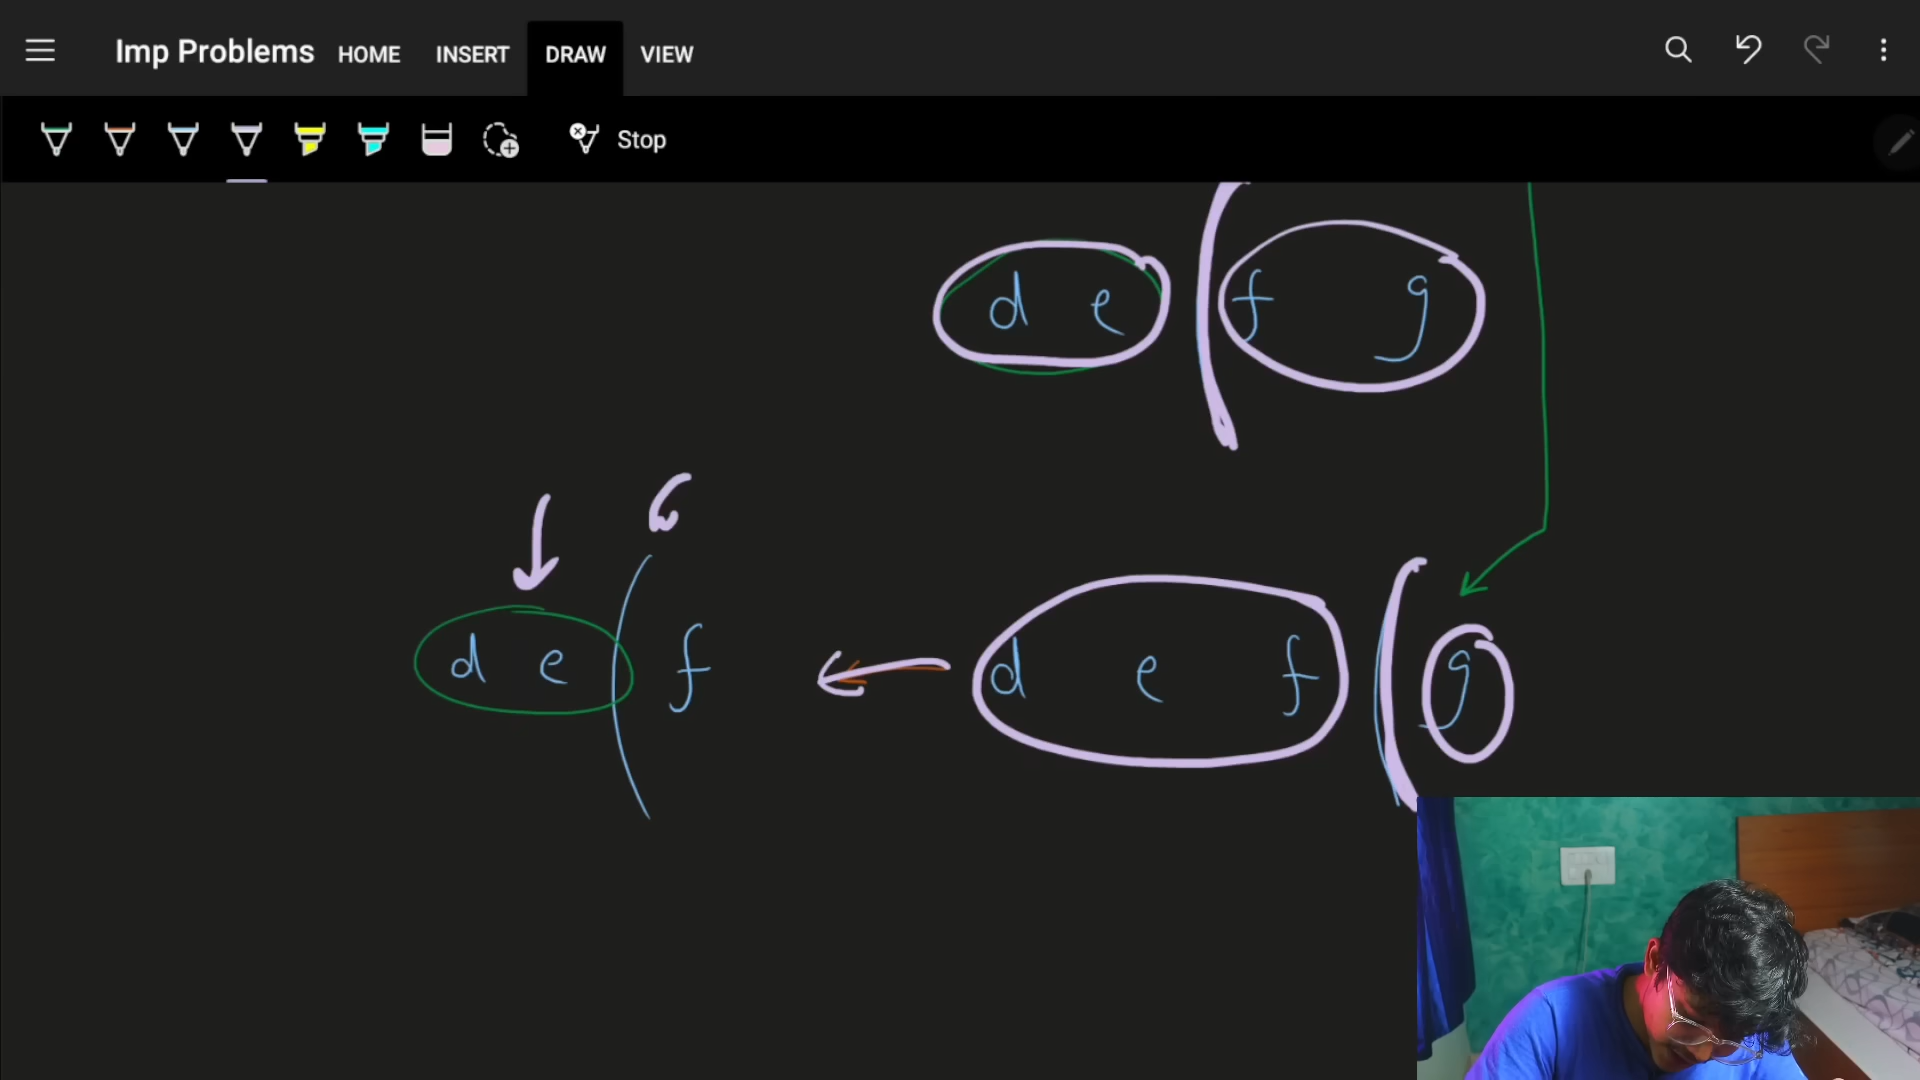 Imp Problems HOME INSERT DRAW VIEW
Stop
d e f g
d e f d e f g